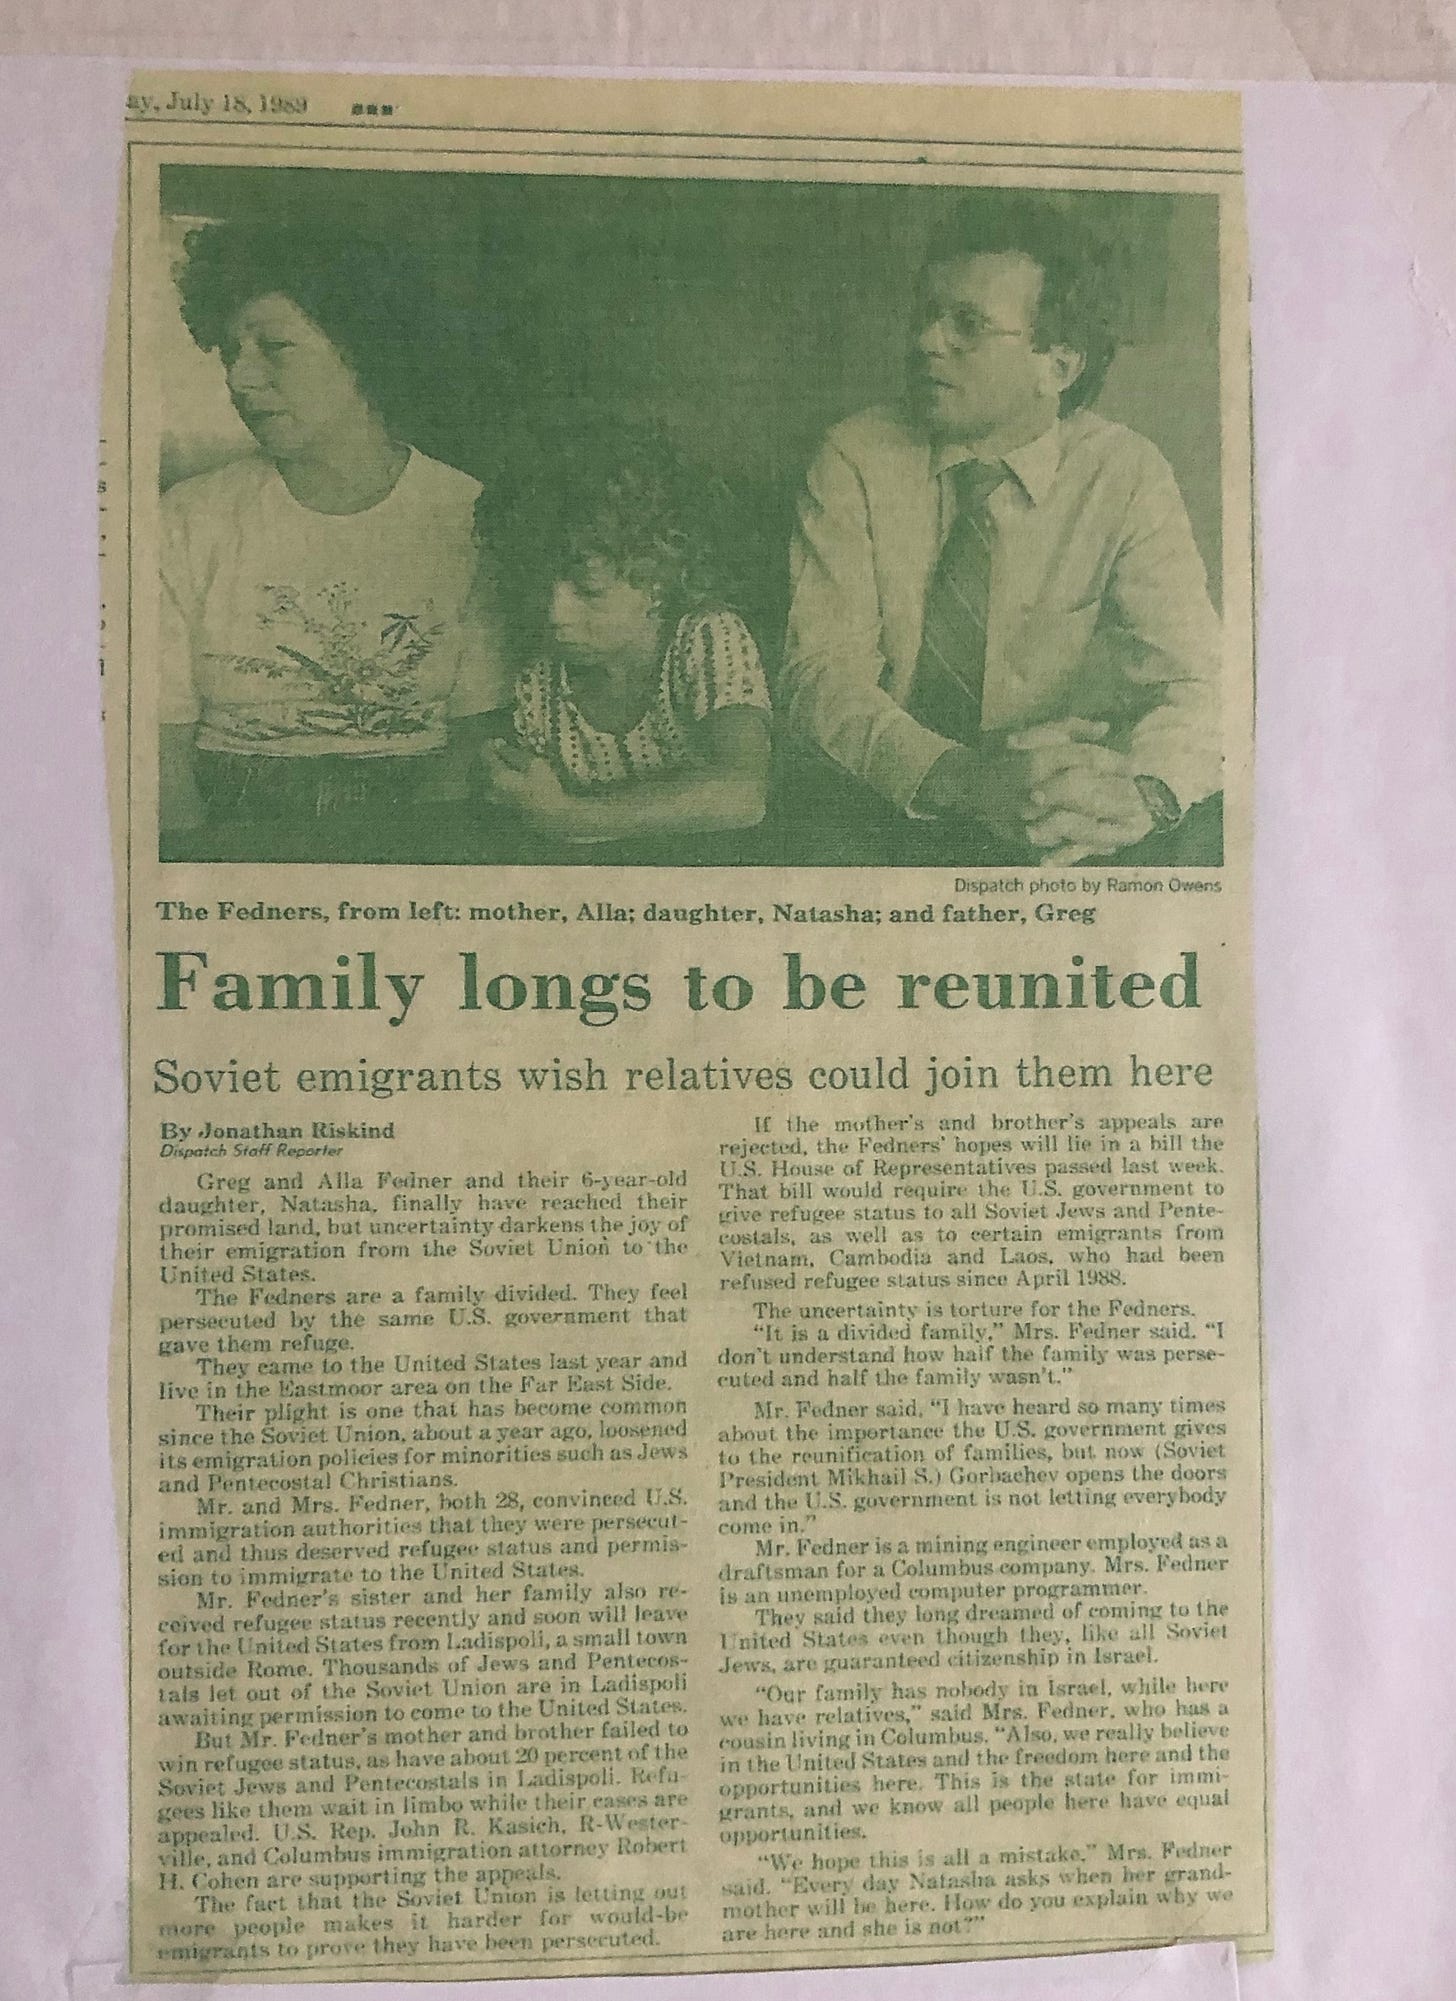 ay, July 18, 1989
Dispatch photo by Ramon Owens
The Fedners, from left: mother, Alla; daughter, Natasha; and father, Greg
Family longs to be reunited
Soviet emigrants wish relatives could join them here
By Jonathan Riskind
Dispatch Staff Reporter
Greg and Alla Fedner and their 6-year-old
daughter, Natasha, finally have reached their
promised land, but uncertainty darkens the joy of
their emigration from the Soviet Union to the
United States.
The Fedners are a family divided. They feel
persecuted by the same U.S. government that
gave them refuge.
They came to the United States last year and
live in the Eastmoor area on the Far East Side.
Their plight is one that has become common
since the Soviet Union, about a year ago, loosened
its emigration policies for minorities such as Jews
and Pentecostal Christians.
Mr. and Mrs. Fedner, both 28, convinced U.S.
immigration authorities that they were persecut-
ed and thus deserved refugee status and permis-
sion to immigrate to the United States.
Mr. Fedner's sister and her family also re-
ceived refugee status recently and soon will leave
for the United States from Ladispoli, a small town
outside Rome. Thousands of Jews and Pentecos-
tals let out of the Soviet Union are in Ladispoli
awaiting permission to come to the United States.
But Mr. Fedner's mother and brother failed to
win refugee status, as have about 20 percent of the
Soviet Jews and Pentecostals in Ladispoli. Refu-
gees like them wait in limbo while their cases are
appealed. U.S. Rep. John R. Kasich, R-Wester-
ville, and Columbus immigration attorney Robert
H. Cohen are supporting the appeals.
The fact that the Soviet Union is letting out
more people makes it harder for would-be
emigrants to prove they have been persecuted.
If the mother's and brother's appeals are
rejected, the Fedners' hopes will lie in a bill the
U.S. House of Representatives passed last week.
That bill would require the U.S. government to
give refugee status to all Soviet Jews and Pente-
costals, as well as to certain emigrants from
Vietnam, Cambodia and Laos, who had been
refused refugee status since April 1988.
The uncertainty is torture for the Fedners.
"It is a divided family," Mrs. Fedner said. "I
don't understand how half the family was perse-
cuted and half the family wasn't."
Mr. Fedner said, "I have heard so many times
about the importance the U.S. government gives
to the reunification of families, but now (Soviet
President Mikhail S.) Gorbachev opens the doors
and the U.S. government is not letting everybody
come in."
Mr. Fedner is a mining engineer employed as a
draftsman for a Columbus company. Mrs. Fedner
is an unemployed computer programmer.
They said they long dreamed of coming to the
United States even though they, like all Soviet
Jews, are guaranteed citizenship in Israel.
"Our family has nobody in Israel, while here
we have relatives," said Mrs. Fedner, who has a
cousin living in Columbus. "Also, we really believe
in the United States and the freedom here and the
opportunities here. This is the state for immi-
grants, and we know all people here have equal
opportunities.
"We hope this is all a mistake," Mrs. Fedner
said. "Every day Natasha asks when her grand-
mother will be here. How do you explain why we
are here and she is not?"